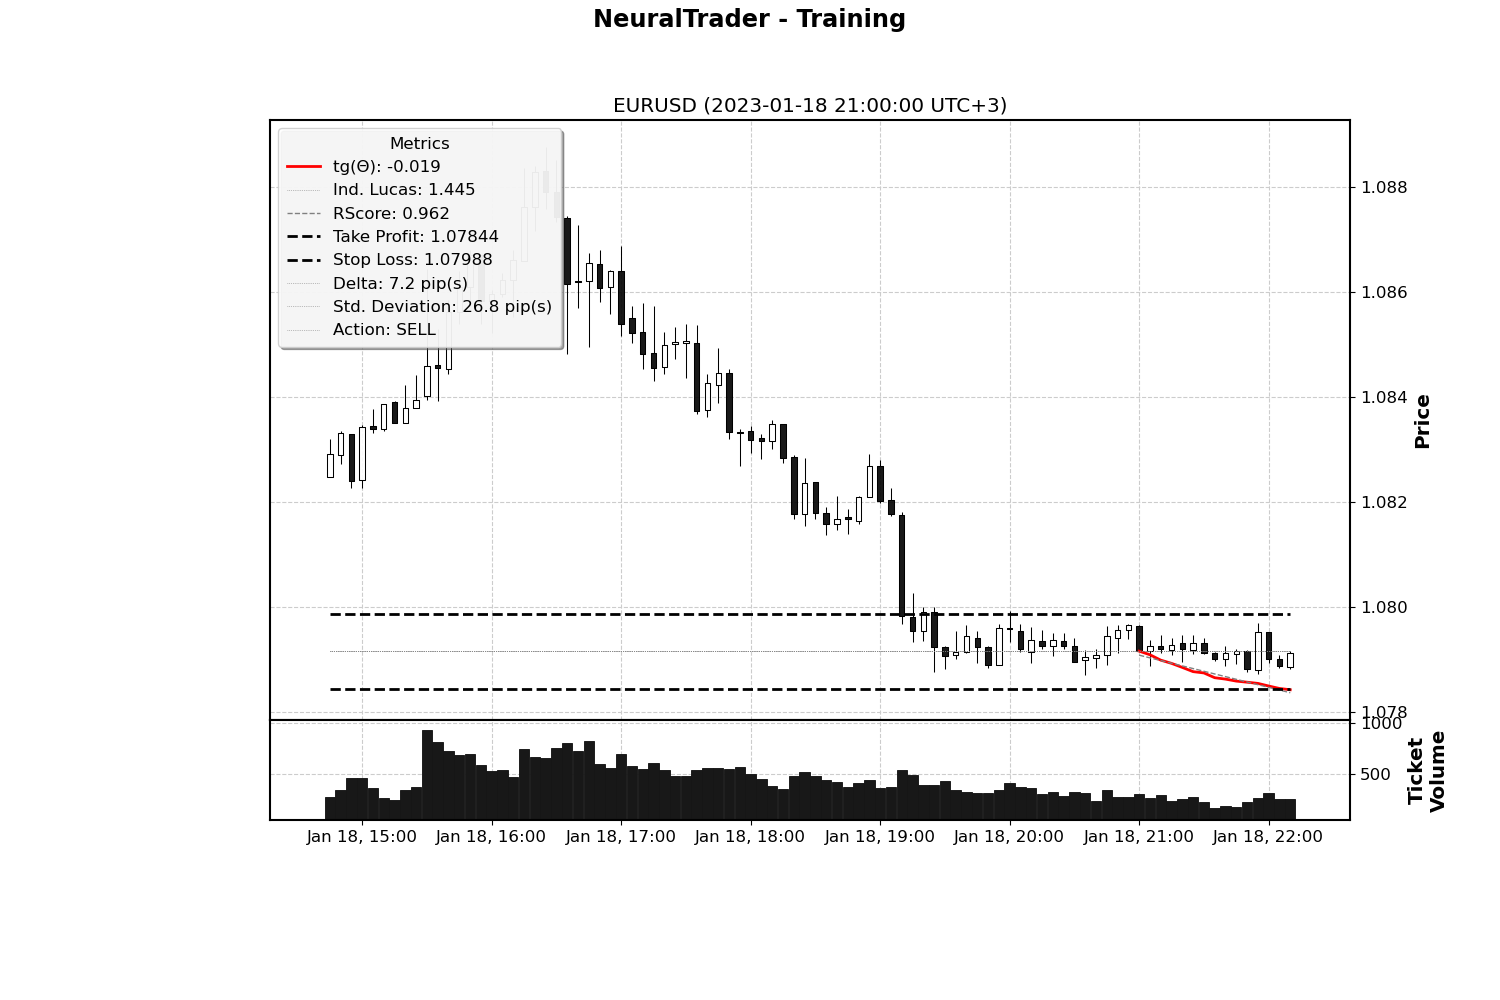 NeuralTrader - Training
EURUSD (2023-01-18 21:00:00 UTC+3)
Metrics
tg(Θ): -0.019
Ind. Lucas: 1.445
RScore: 0.962
Take Profit: 1.07844
Stop Loss: 1.07988
Delta: 7.2 pip(s)
Std. Deviation: 26.8 pip(s)
Action: SELL
1.088
1.086
1.084
1.082
1.080
1.078
Price
1000
500
Ticket
Volume
Jan 18, 15:00
Jan 18, 16:00
Jan 18, 17:00
Jan 18, 18:00
Jan 18, 19:00
Jan 18, 20:00
Jan 18, 21:00
Jan 18, 22:00